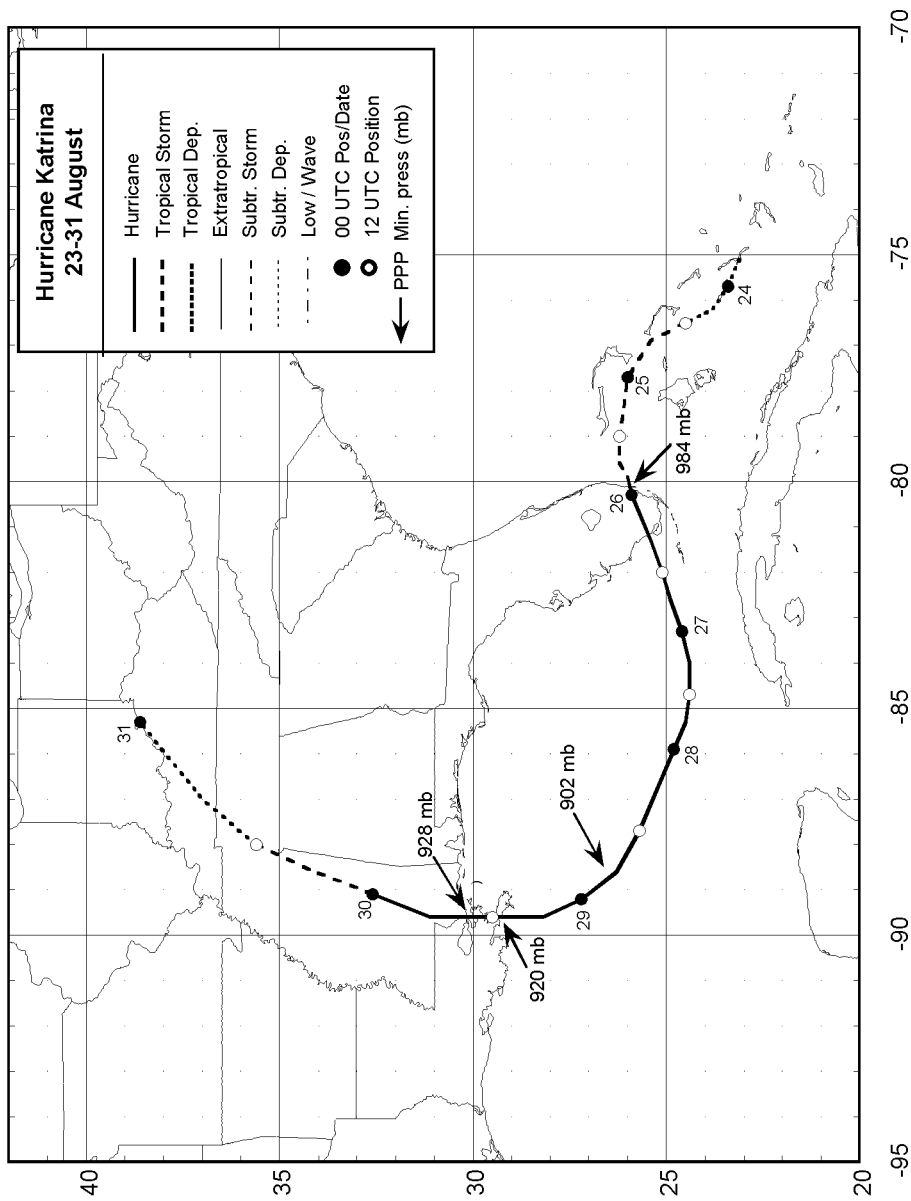 Hurricane Katrina
23-31 August
Hurricane
Tropical Storm
Tropical Dep.
Extratropical
Subtr. Storm
Subtr. Dep.
Low / Wave
00 UTC Pos/Date
12 UTC Position
PPP Min. press (mb)
40
35
30
25
20
31
30
928 mb
920 mb
902 mb
29
28
27
26
984 mb
25
24
-95
-90
-85
-80
-75
-70